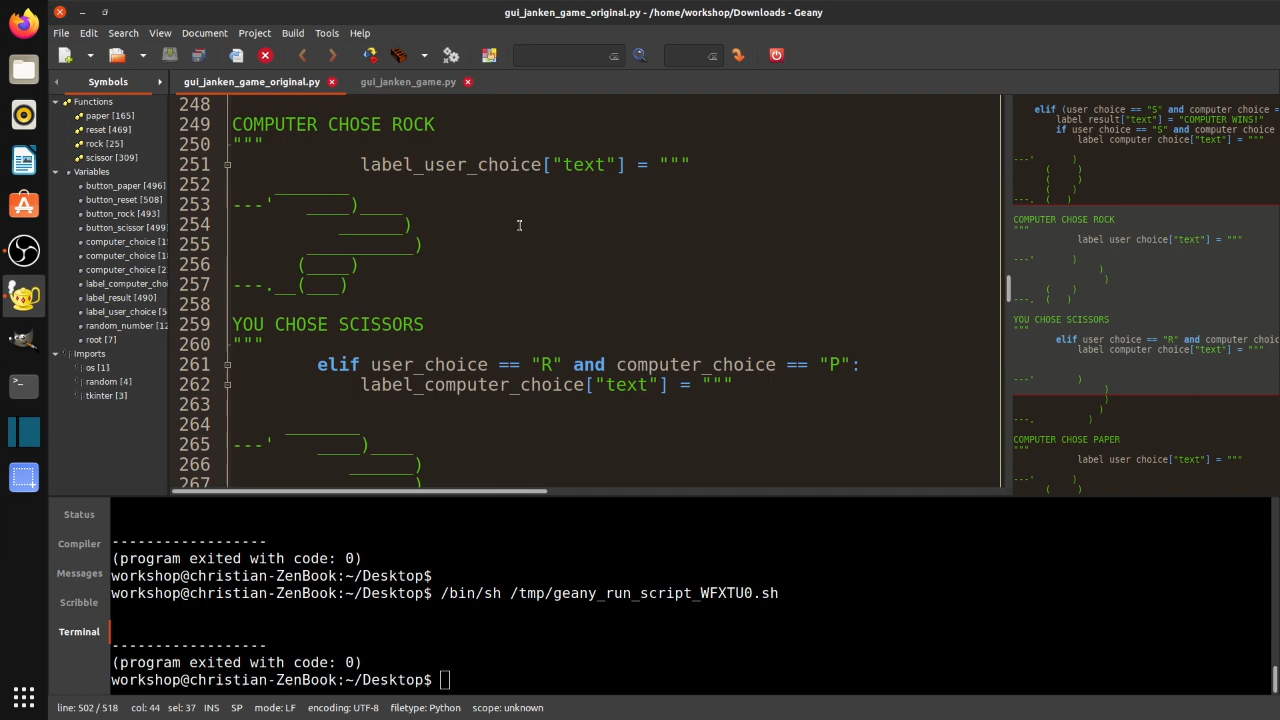 gui_janken_game_original.py - /home/workshop/Downloads - Geany
File Edit Search View Document Project Build Tools Help
Symbols
gui_janken_game_original.py
gui_janken_game.py
Functions
paper [165]
reset [469]
rock [25]
scissor [309]
Variables
button_paper [496]
button_reset [508]
button_rock [493]
button_scissor [499]
computer_choice [1
computer_choice [1
computer_choice [2
label_computer_cho
label_result [490]
label_user_choice [5
random_number [12
root [7]
Imports
os [1]
random [4]
tkinter [3]
248
249 COMPUTER CHOSE ROCK
250 """
251 label_user_choice["text"] = """
252 _______
253 ---' ____)____
254 ______)
255 __________)
256 (____)
257 ---.__(___)
258
259 YOU CHOSE SCISSORS
260 """
261 elif user_choice == "R" and computer_choice == "P":
262 label_computer_choice["text"] = """
263
264 _______
265 ---' ____)____
266 ______)
267 )
elif (user choice == "S" and computer choice =
label result["text"] = "COMPUTER WINS!"
if user choice == "S" and computer choice
label computer choice["text"] = """
---' )
( )
( )
( )
---. ( )
COMPUTER CHOSE ROCK
"""
label user choice["text"] = """
---' )
)
)
( )
---. ( )
YOU CHOSE SCISSORS
"""
elif user choice == "R" and computer choice
label computer choice["text"] = """
---' )
)
)
)
---. )
COMPUTER CHOSE PAPER
"""
label user choice["text"] = """
---' )
( )
Status
Compiler
Messages
Scribble
Terminal
------------------
(program exited with code: 0)
workshop@christian-ZenBook:~/Desktop$
workshop@christian-ZenBook:~/Desktop$ /bin/sh /tmp/geany_run_script_WFXTU0.sh
------------------
(program exited with code: 0)
workshop@christian-ZenBook:~/Desktop$
line: 502 / 518 col: 44 sel: 37 INS SP mode: LF encoding: UTF-8 filetype: Python scope: unknown